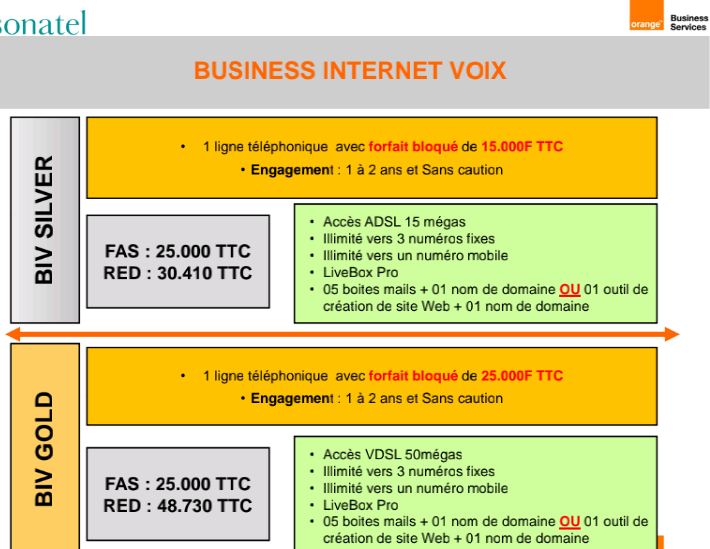 sonatel
orange Business
Services
BUSINESS INTERNET VOIX
BIV SILVER
• 1 ligne téléphonique avec forfait bloqué de 15.000F TTC
• Engagement : 1 à 2 ans et Sans caution
FAS : 25.000 TTC
RED : 30.410 TTC
• Accès ADSL 15 mégas
• Illimité vers 3 numéros fixes
• Illimité vers un numéro mobile
• LiveBox Pro
• 05 boites mails + 01 nom de domaine OU 01 outil de
création de site Web + 01 nom de domaine
BIV GOLD
• 1 ligne téléphonique avec forfait bloqué de 25.000F TTC
• Engagement : 1 à 2 ans et Sans caution
FAS : 25.000 TTC
RED : 48.730 TTC
• Accès VDSL 50mégas
• Illimité vers 3 numéros fixes
• Illimité vers un numéro mobile
• LiveBox Pro
• 05 boites mails + 01 nom de domaine OU 01 outil de
création de site Web + 01 nom de domaine